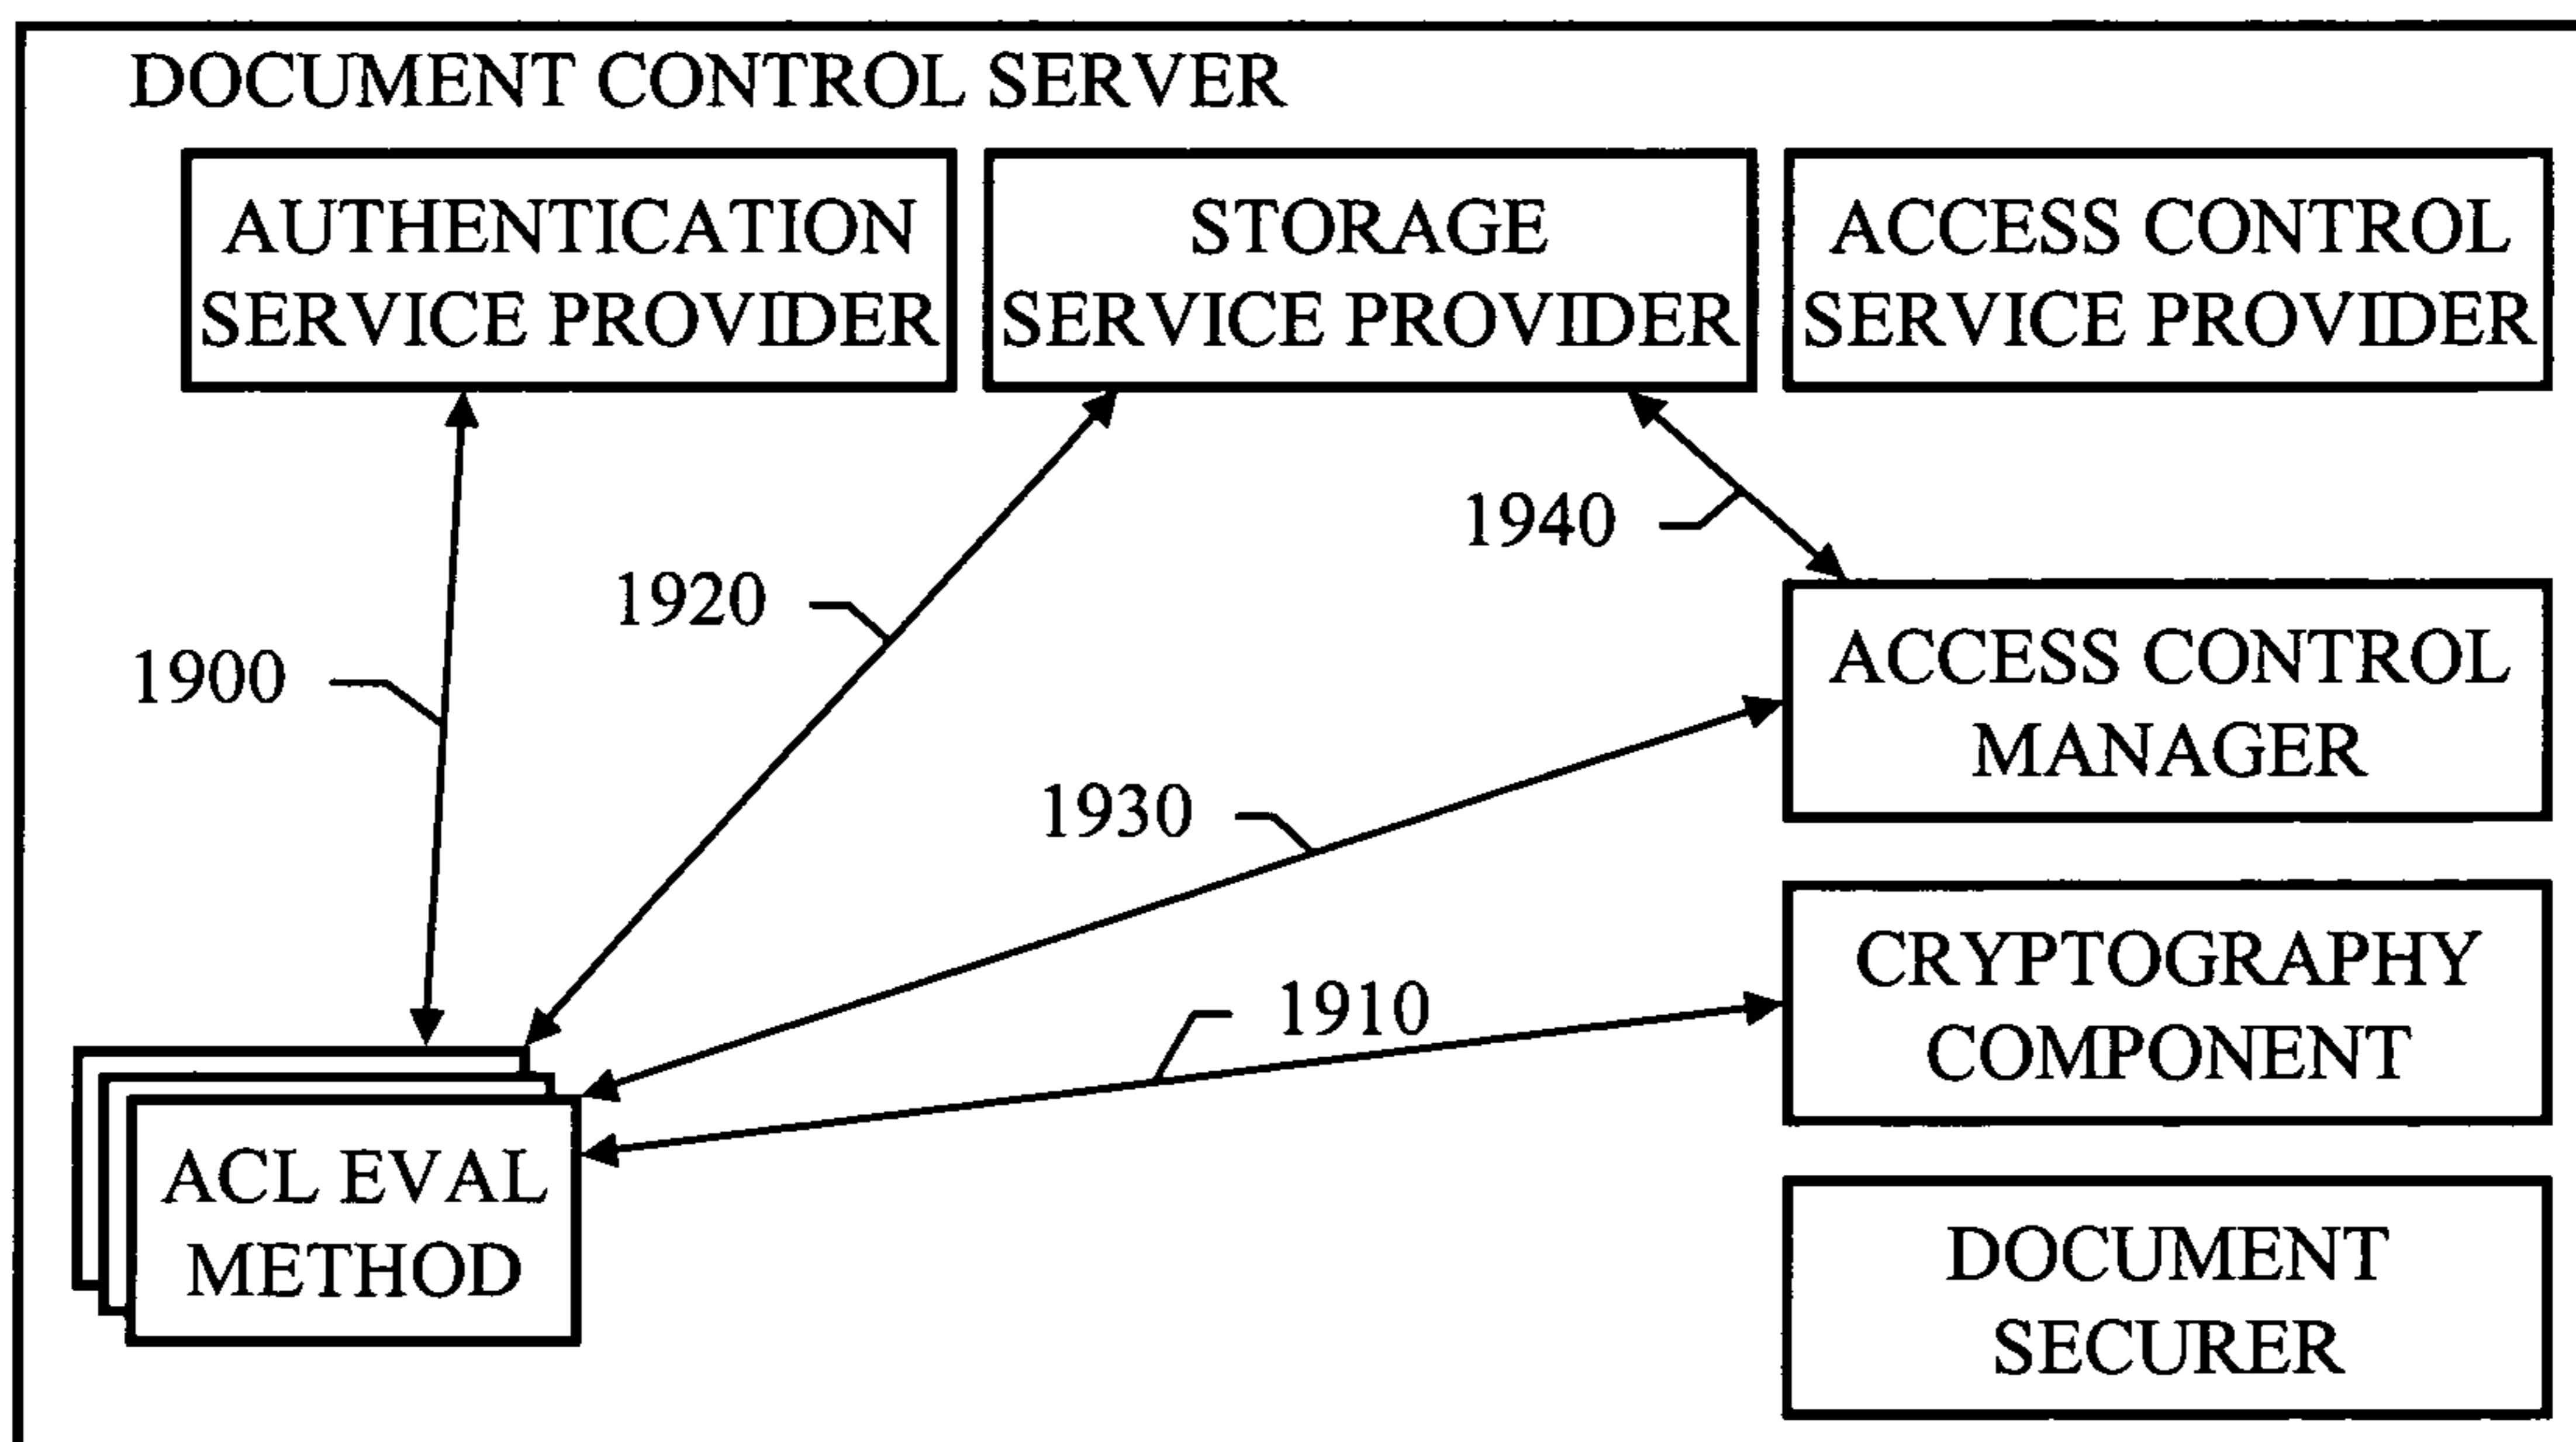 DOCUMENT CONTROL SERVER
AUTHENTICATION
SERVICE PROVIDER
STORAGE
SERVICE PROVIDER
ACCESS CONTROL
SERVICE PROVIDER
1940
1920
1900
ACCESS CONTROL
MANAGER
1930
1910
CRYPTOGRAPHY
COMPONENT
ACL EVAL
METHOD
DOCUMENT
SECURER